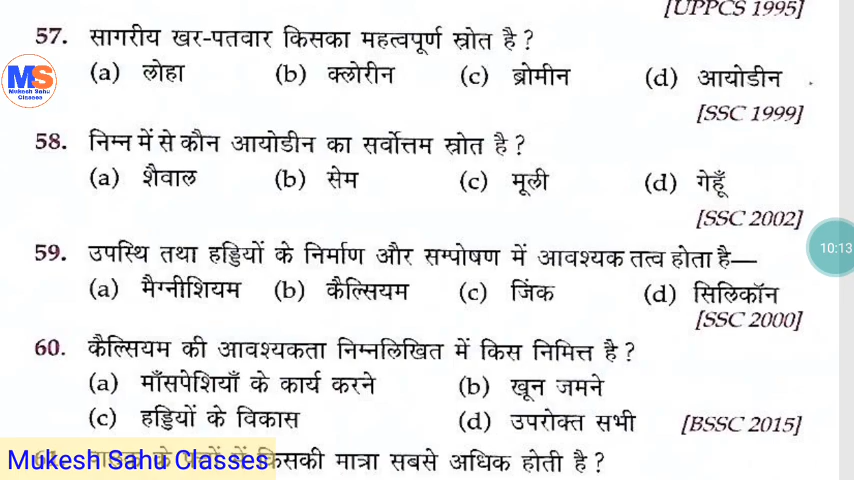 [UPPCS 1995]
57. सागरीय खर-पतवार किसका महत्वपूर्ण स्रोत है ?
MS
Mukesh Sahu
Classes
(a) लोहा (b) क्लोरीन (c) ब्रोमीन (d) आयोडीन
[SSC 1999]
58. निम्न में से कौन आयोडीन का सर्वोत्तम स्रोत है ?
(a) शैवाल (b) सेम (c) मूली (d) गेहूँ
[SSC 2002]
59. उपस्थि तथा हड्डियों के निर्माण और सम्पोषण में आवश्यक तत्व होता है—
10:13
(a) मैग्नीशियम (b) कैल्सियम (c) जिंक (d) सिलिकॉन
[SSC 2000]
60. कैल्सियम की आवश्यकता निम्नलिखित में किस निमित्त है ?
(a) माँसपेशियाँ के कार्य करने (b) खून जमने
(c) हड्डियों के विकास (d) उपरोक्त सभी [BSSC 2015]
Mukesh Sahu Classes
किसकी मात्रा सबसे अधिक होती है ?